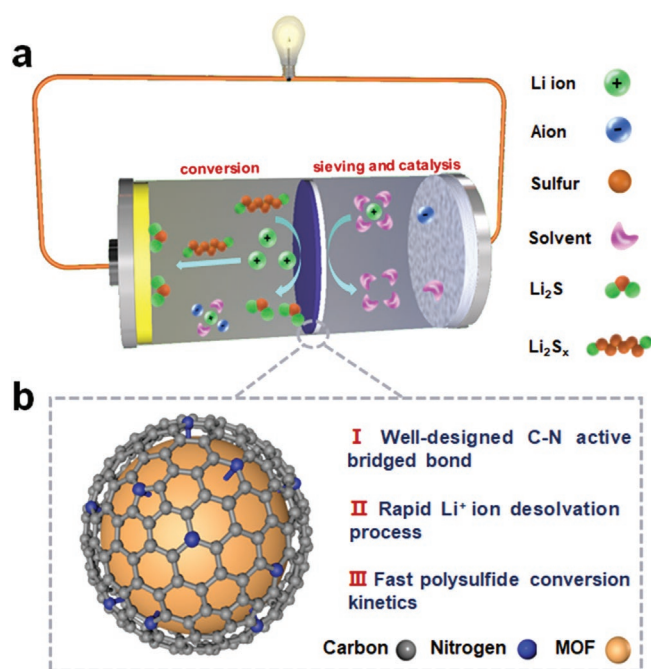 a
Li ion +
Aion -
conversion
sieving and catalysis
Sulfur
Solvent
Li₂S
Li₂Sₓ
+
+
+
+
+
-
b
I Well-designed C-N active
bridged bond
II Rapid Li⁺ ion desolvation
process
III Fast polysulfide conversion
kinetics
Carbon Nitrogen MOF